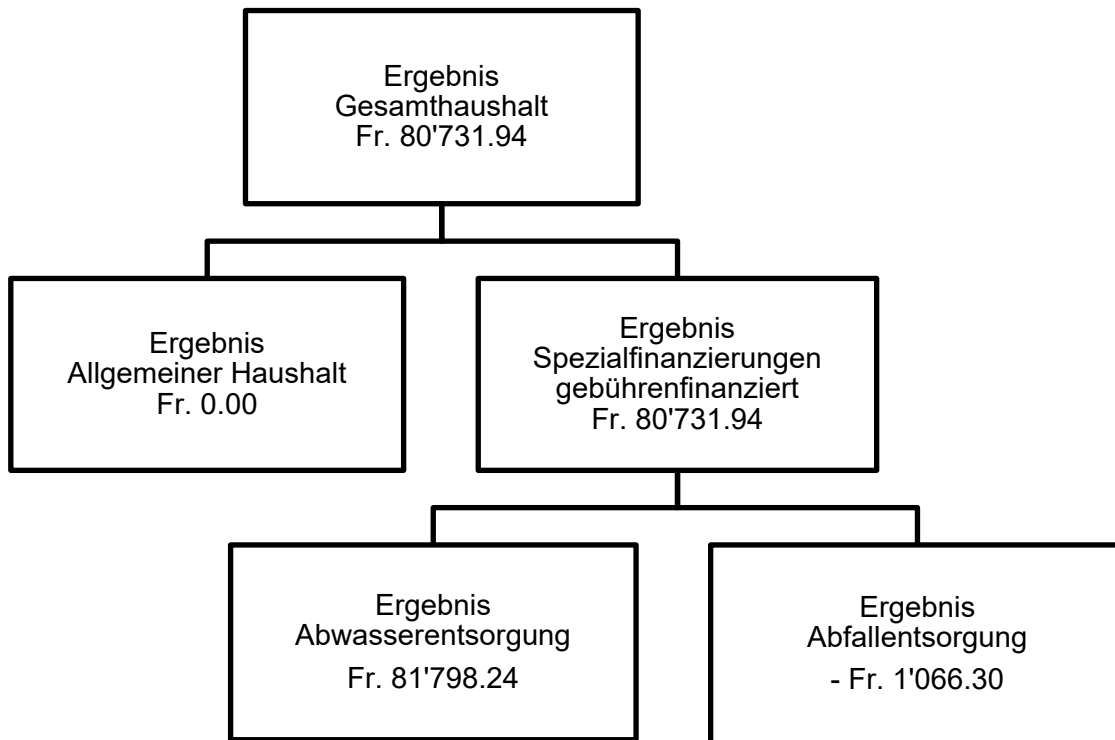 Ergebnis
Gesamthaushalt
Fr. 80'731.94
Ergebnis
Allgemeiner Haushalt
Fr. 0.00
Ergebnis
Spezialfinanzierungen
gebührenfinanziert
Fr. 80'731.94
Ergebnis
Abwasserentsorgung
Fr. 81'798.24
Ergebnis
Abfallentsorgung
- Fr. 1'066.30